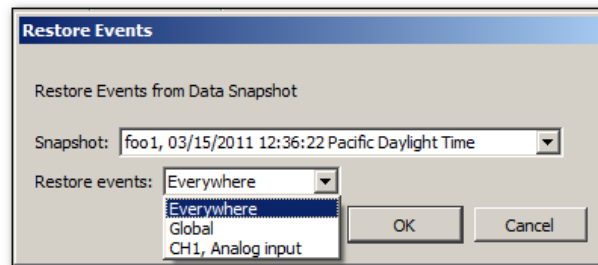 Restore Events
Restore Events from Data Snapshot
Snapshot: foo1, 03/15/2011 12:36:22 Pacific Daylight Time
Restore events: Everywhere
Everywhere
Global
CH1, Analog input
OK Cancel